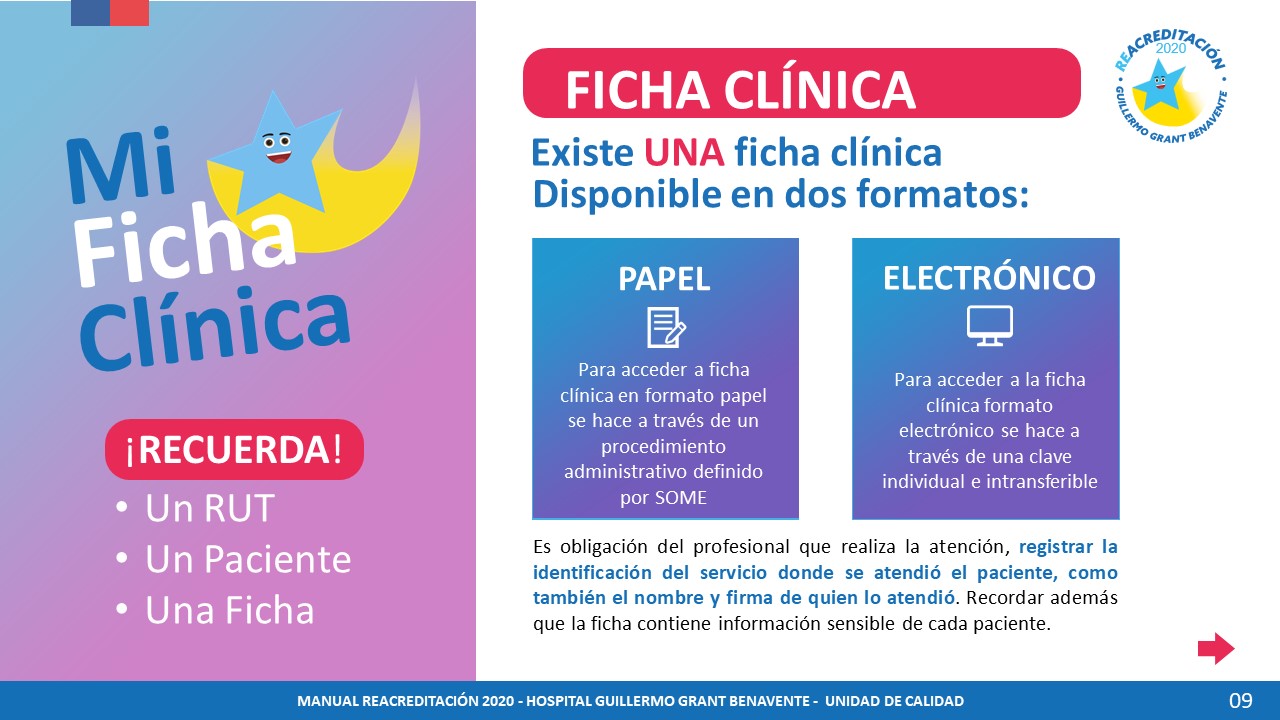 Mi
Ficha
Clínica
¡RECUERDA!
• Un RUT
• Un Paciente
• Una Ficha
FICHA CLÍNICA
REACREDITACIÓN
2020
• GUILLERMO GRANT BENAVENTE •
Existe UNA ficha clínica
Disponible en dos formatos:
PAPEL
Para acceder a ficha
clínica en formato papel
se hace a través de un
procedimiento
administrativo definido
por SOME
ELECTRÓNICO
Para acceder a la ficha
clínica formato
electrónico se hace a
través de una clave
individual e intransferible
Es obligación del profesional que realiza la atención, registrar la
identificación del servicio donde se atendió el paciente, como
también el nombre y firma de quien lo atendió. Recordar además
que la ficha contiene información sensible de cada paciente.
MANUAL REACREDITACIÓN 2020 - HOSPITAL GUILLERMO GRANT BENAVENTE - UNIDAD DE CALIDAD
09